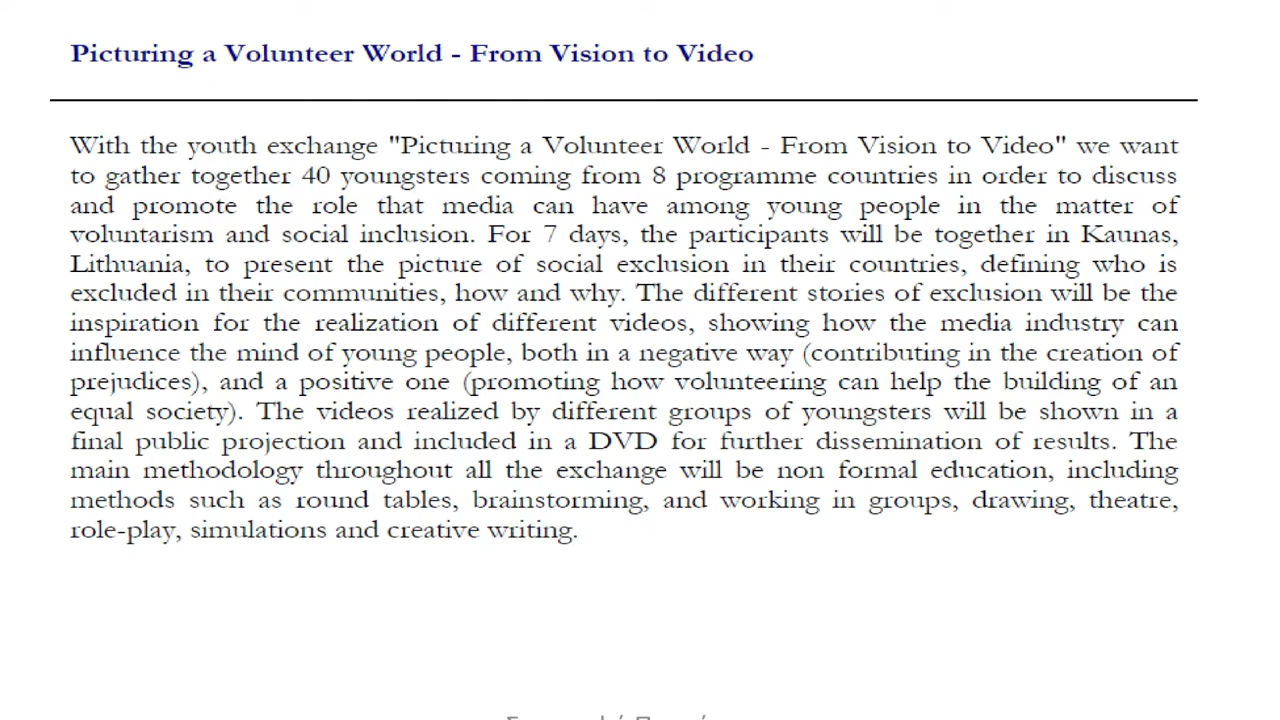 Picturing a Volunteer World - From Vision to Video
With the youth exchange "Picturing a Volunteer World - From Vision to Video" we want
to gather together 40 youngsters coming from 8 programme countries in order to discuss
and promote the role that media can have among young people in the matter of
voluntarism and social inclusion. For 7 days, the participants will be together in Kaunas,
Lithuania, to present the picture of social exclusion in their countries, defining who is
excluded in their communities, how and why. The different stories of exclusion will be the
inspiration for the realization of different videos, showing how the media industry can
influence the mind of young people, both in a negative way (contributing in the creation of
prejudices), and a positive one (promoting how volunteering can help the building of an
equal society). The videos realized by different groups of youngsters will be shown in a
final public projection and included in a DVD for further dissemination of results. The
main methodology throughout all the exchange will be non formal education, including
methods such as round tables, brainstorming, and working in groups, drawing, theatre,
role-play, simulations and creative writing.